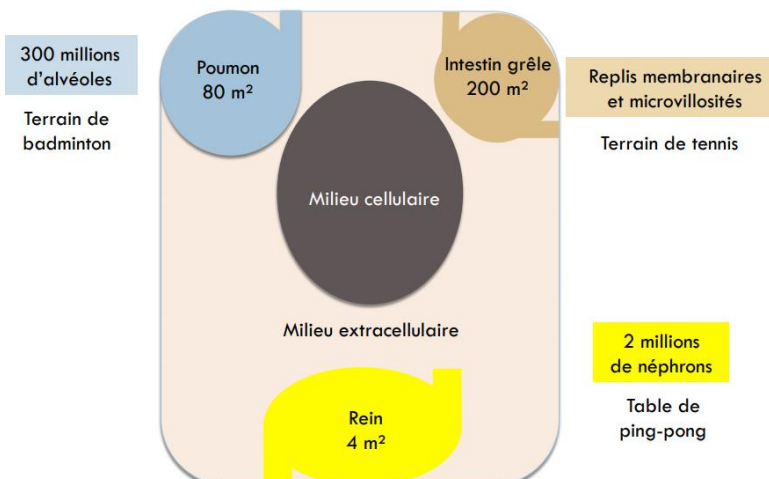 300 millions
d'alvéoles
Terrain de
badminton
Poumon
80 m²
Intestin grêle
200 m²
Replis membranaires
et microvillosités
Terrain de tennis
Milieu cellulaire
Milieu extracellulaire
Rein
4 m²
2 millions
de néphrons
Table de
ping-pong